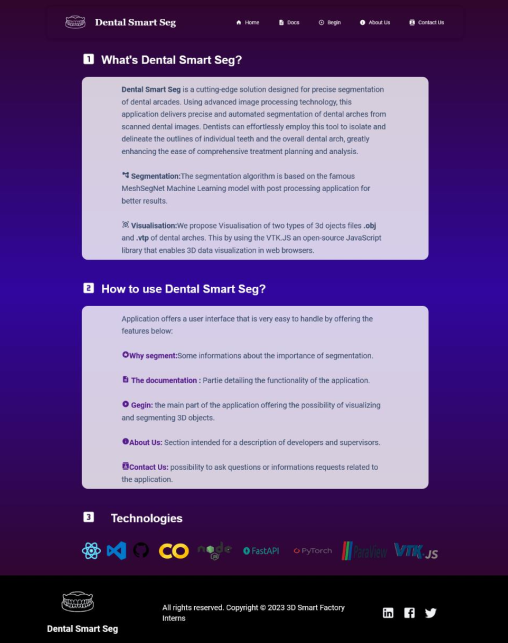 Dental Smart Seg
Home
Docs
Begin
About Us
Contact Us
1 What's Dental Smart Seg?
Dental Smart Seg is a cutting-edge solution designed for precise segmentation
of dental arcades. Using advanced image processing technology, this
application delivers precise and automated segmentation of dental arches from
scanned dental images. Dentists can effortlessly employ this tool to isolate and
delineate the outlines of individual teeth and the overall dental arch, greatly
enhancing the ease of comprehensive treatment planning and analysis.
Segmentation:The segmentation algorithm is based on the famous
MeshSegNet Machine Learning model with post processing application for
better results.
Visualisation:We propose Visualisation of two types of 3d ojects files .obj
and .vtp of dental arches. This by using the VTK.JS an open-source JavaScript
library that enables 3D data visualization in web browsers.
2 How to use Dental Smart Seg?
Application offers a user interface that is very easy to handle by offering the
features below:
Why segment:Some informations about the importance of segmentation.
The documentation : Partie detailing the functionality of the application.
Gegin: the main part of the application offering the possibility of visualizing
and segmenting 3D objects.
About Us: Section intended for a description of developers and supervisors.
Contact Us: possibility to ask questions or informations requests related to
the application.
3 Technologies
node
FastAPI
PyTorch
ParaView
VTK.JS
Dental Smart Seg
All rights reserved. Copyright © 2023 3D Smart Factory
Interns